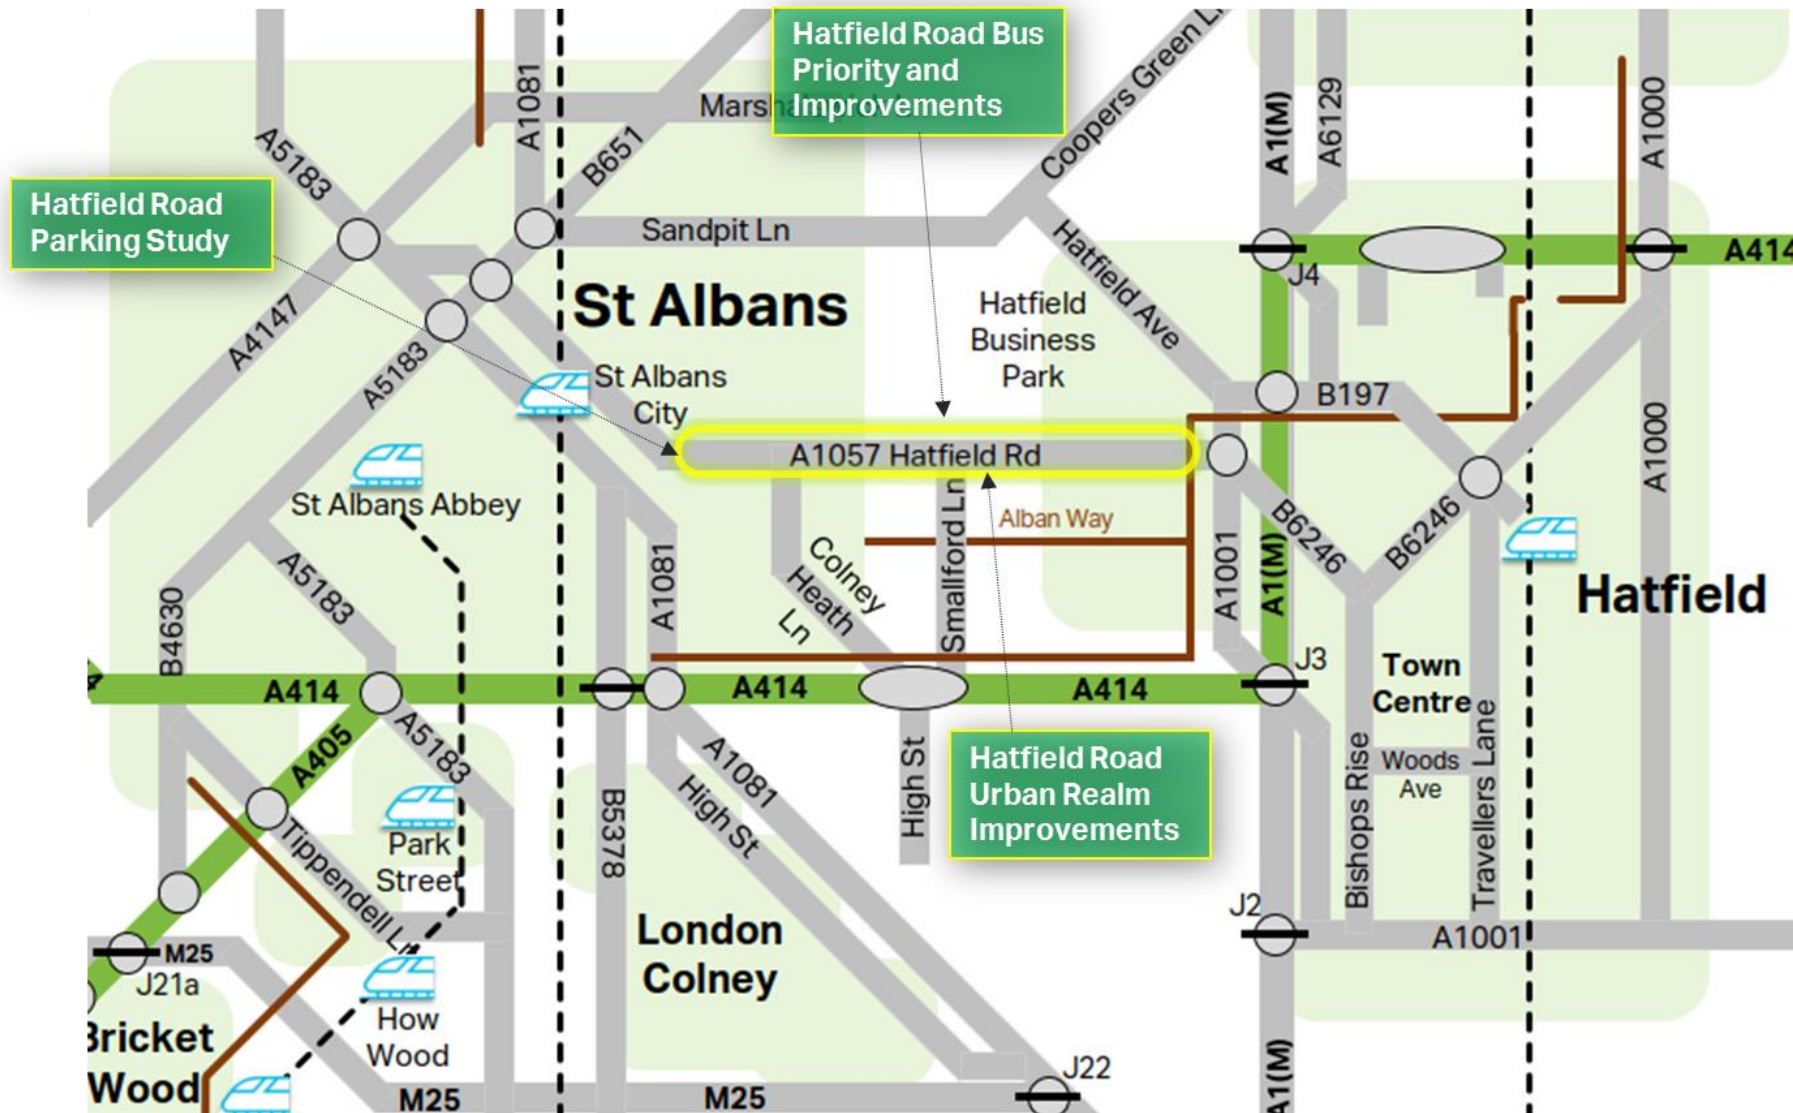 Hatfield Road Bus
Priority and
Improvements
Hatfield Road
Parking Study
A5183
A1081
B651
Coopers Green
A1(M)
A6129
A1000
Sandpit Ln
Hatfield Ave
J4
A414
A4147
A5183
St Albans
Hatfield
Business
Park
St Albans
City
B197
A1057 Hatfield Rd
A1000
St Albans Abbey
Alban Way
Smallford Ln
Colney
Heath
Ln
A1081
A1001
A1(M)
B6246
B6246
Hatfield
B4630
A5183
A414
A414
A414
J3
Town
Centre
A405
A5183
A1081
High St
High St
B5378
Hatfield Road
Urban Realm
Improvements
Bishops Rise
Woods
Ave
Travellers Lane
Park
Street
Tippendell Ln
J2
A1001
London
Colney
M25
J21a
How
Wood
Bricket
Wood
M25
M25
J22
A1(M)